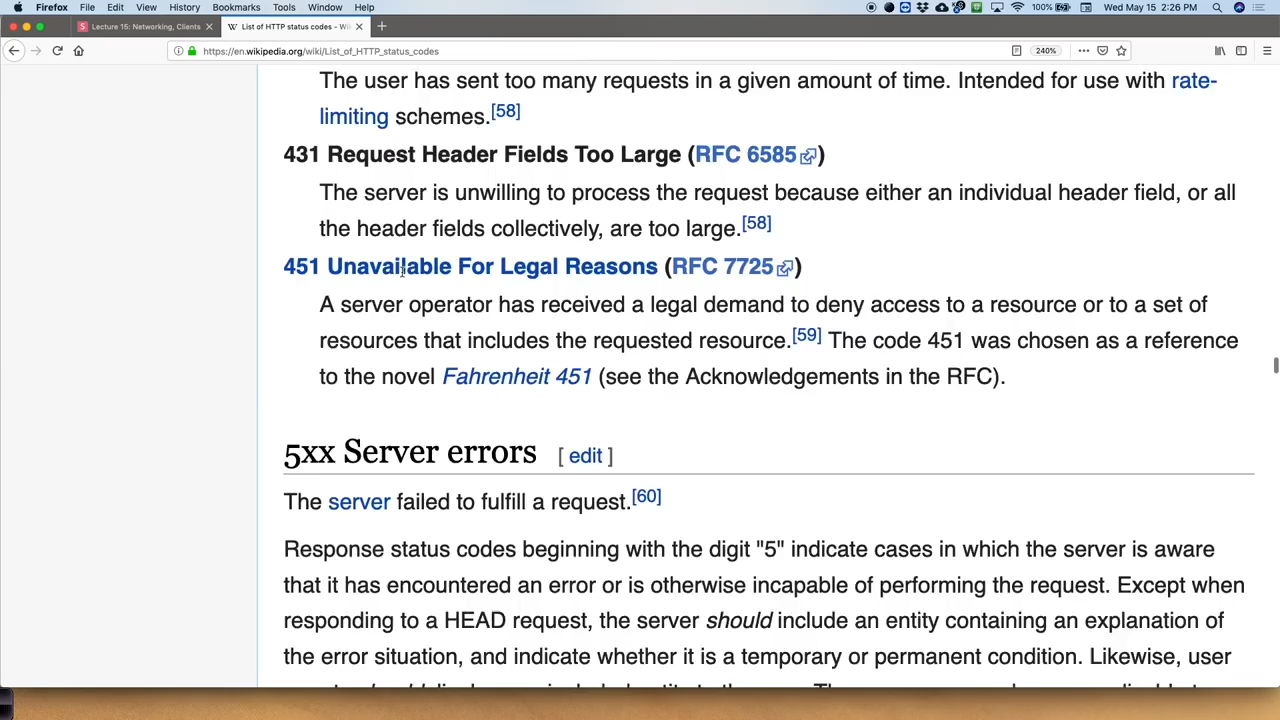 Firefox File Edit View History Bookmarks Tools Window Help 100% Wed May 15 2:26 PM
Lecture 15: Networking, Clients
List of HTTP status codes - Wi
https://en.wikipedia.org/wiki/List_of_HTTP_status_codes 240%
The user has sent too many requests in a given amount of time. Intended for use with rate-
limiting schemes.[58]
431 Request Header Fields Too Large (RFC 6585)
The server is unwilling to process the request because either an individual header field, or all
the header fields collectively, are too large.[58]
451 Unavailable For Legal Reasons (RFC 7725)
A server operator has received a legal demand to deny access to a resource or to a set of
resources that includes the requested resource.[59] The code 451 was chosen as a reference
to the novel Fahrenheit 451 (see the Acknowledgements in the RFC).
5xx Server errors [ edit ]
The server failed to fulfill a request.[60]
Response status codes beginning with the digit "5" indicate cases in which the server is aware
that it has encountered an error or is otherwise incapable of performing the request. Except when
responding to a HEAD request, the server should include an entity containing an explanation of
the error situation, and indicate whether it is a temporary or permanent condition. Likewise, user